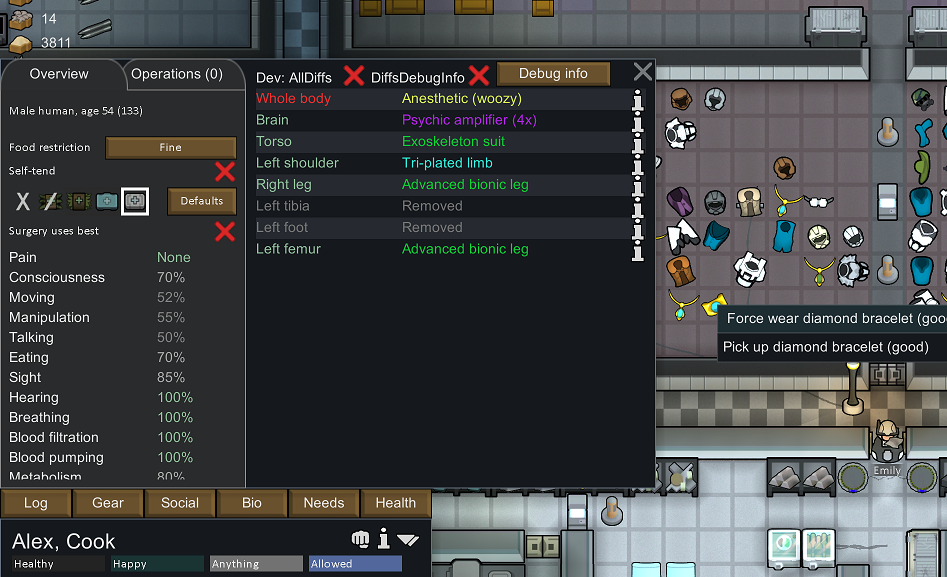 14
3811
Overview
Operations (0)
Male human, age 54 (133)
Food restriction
Fine
Self-tend
Defaults
Surgery uses best
Pain None
Consciousness 70%
Moving 52%
Manipulation 55%
Talking 50%
Eating 70%
Sight 85%
Hearing 100%
Breathing 100%
Blood filtration 100%
Blood pumping 100%
Metabolism 80%
Dev: AllDiffs
DiffsDebugInfo
Debug info
Whole body Anesthetic (woozy)
Brain Psychic amplifier (4x)
Torso Exoskeleton suit
Left shoulder Tri-plated limb
Right leg Advanced bionic leg
Left tibia Removed
Left foot Removed
Left femur Advanced bionic leg
Force wear diamond bracelet (goo
Pick up diamond bracelet (good)
Emily
Log
Gear
Social
Bio
Needs
Health
Alex, Cook
Healthy
Happy
Anything
Allowed